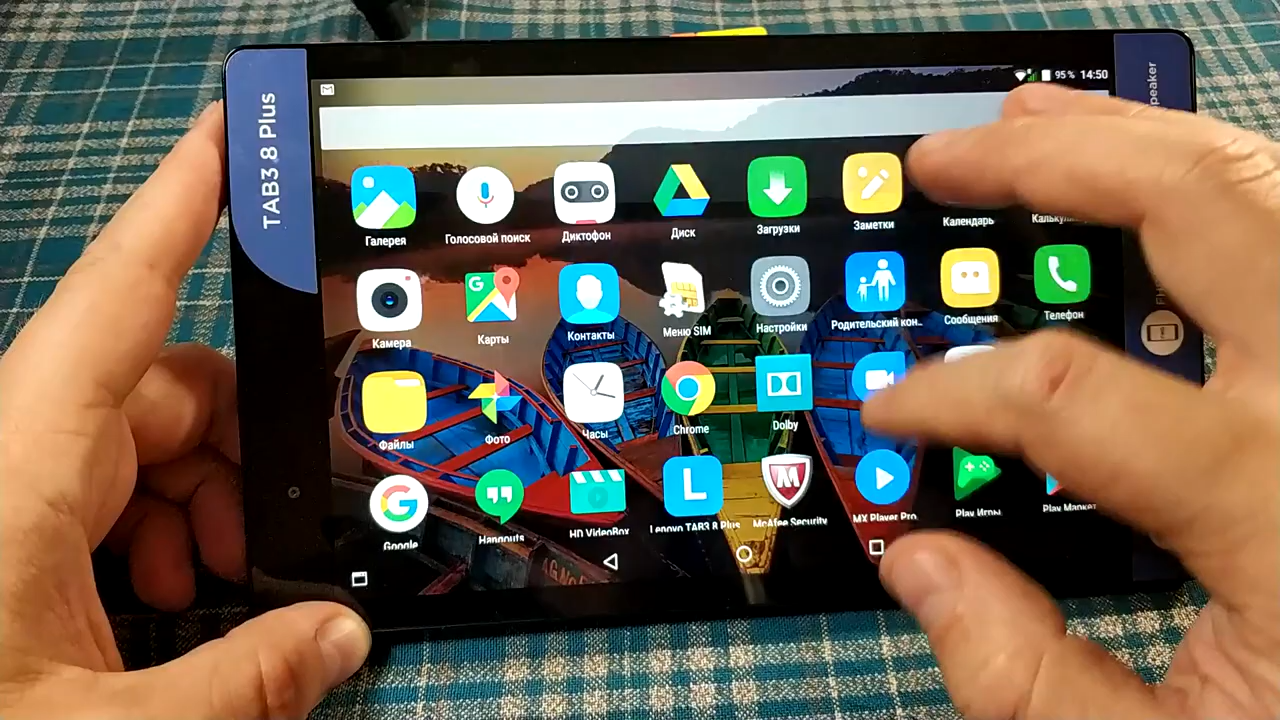 TAB3 8 Plus
95 % 14:50
Галерея Голосовой поиск Диктофон Диск Загрузки Заметки Календарь
Камера Карты Контакты Меню SIM Настройки Родительский кон.. Сообщения Телефон
Файлы Фото Часы Chrome Dolby
Google Hangouts HD VideoBox Lenovo TAB3 8 Plus McAfee Security MX Player Pro Play Игры Play Маркет